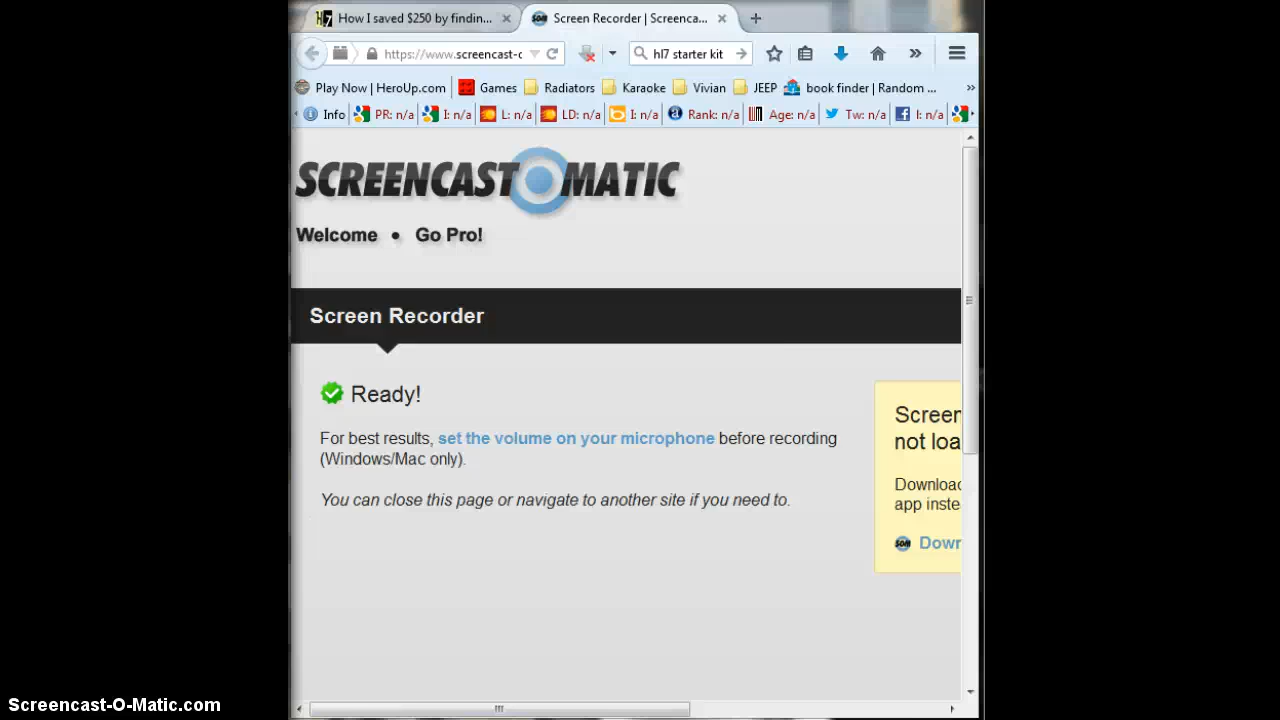 How I saved $250 by findin...
Screen Recorder | Screenca...
https://www.screencast-c
hl7 starter kit
Play Now | HeroUp.com
Games
Radiators
Karaoke
Vivian
JEEP
book finder | Random ...
Info
PR: n/a
I: n/a
L: n/a
LD: n/a
I: n/a
Rank: n/a
Age: n/a
Tw: n/a
I: n/a
SCREENCAST O MATIC
Welcome • Go Pro!
Screen Recorder
Ready!
For best results, set the volume on your microphone before recording
(Windows/Mac only).
You can close this page or navigate to another site if you need to.
Screen
not loa
Download
app inste
SOM Down
Screencast-O-Matic.com